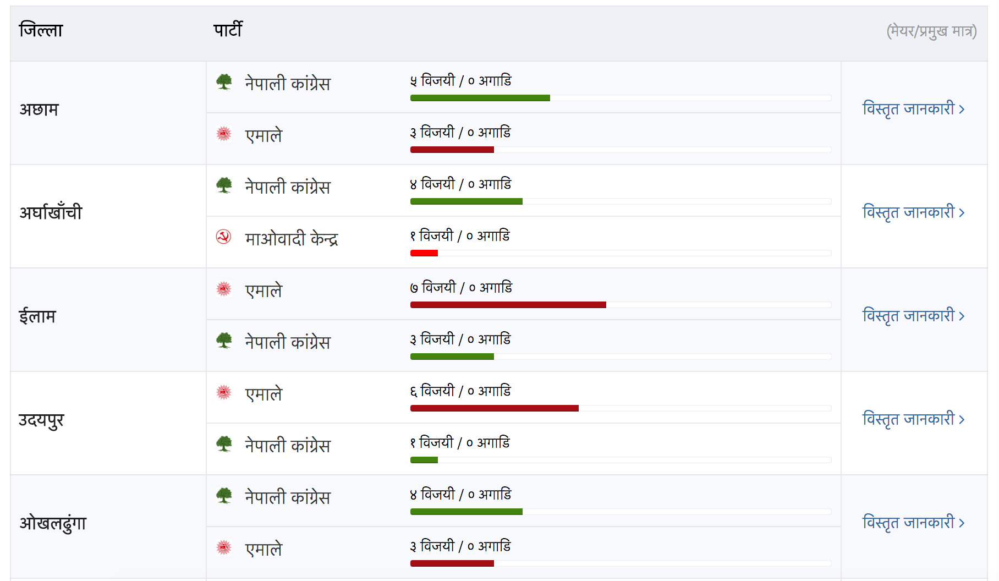 जिल्ला पार्टी (मेयर/प्रमुख मात्र)
नेपाली कांग्रेस ५ विजयी / ० अगाडि
अछाम विस्तृत जानकारी
एमाले ३ विजयी / ० अगाडि
नेपाली कांग्रेस ४ विजयी / ० अगाडि
अर्घाखाँची विस्तृत जानकारी
माओवादी केन्द्र १ विजयी / ० अगाडि
एमाले ७ विजयी / ० अगाडि
ईलाम विस्तृत जानकारी
नेपाली कांग्रेस ३ विजयी / ० अगाडि
एमाले ६ विजयी / ० अगाडि
उदयपुर विस्तृत जानकारी
नेपाली कांग्रेस १ विजयी / ० अगाडि
नेपाली कांग्रेस ४ विजयी / ० अगाडि
ओखलढुंगा विस्तृत जानकारी
एमाले ३ विजयी / ० अगाडि